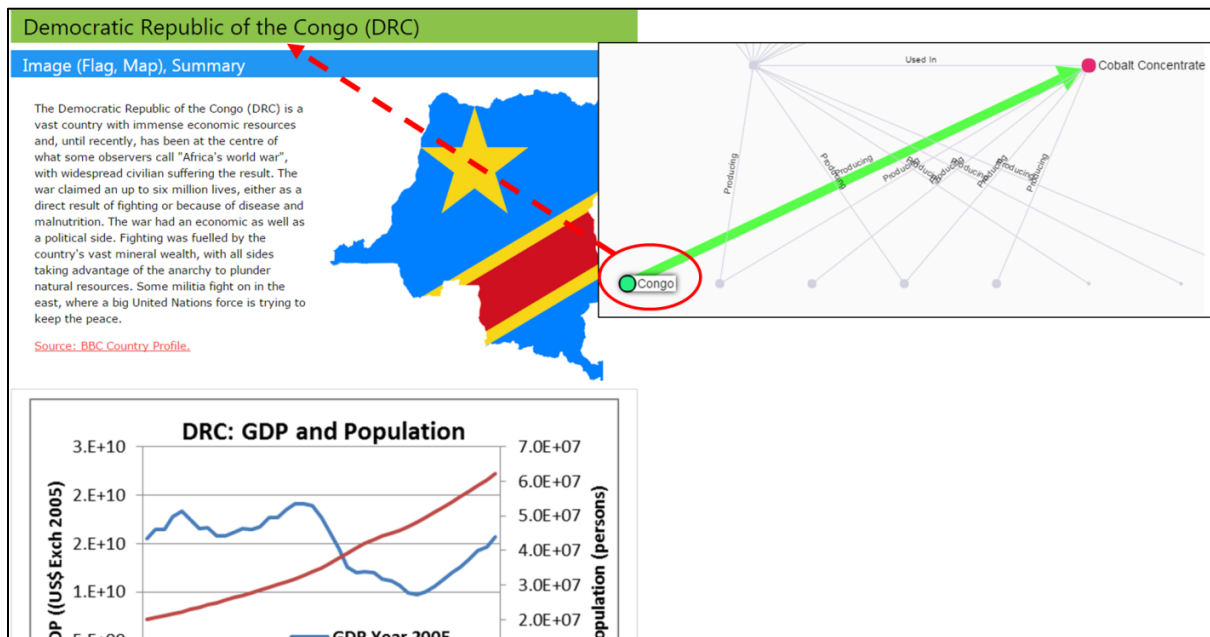 Democratic Republic of the Congo (DRC)
Image (Flag, Map), Summary
The Democratic Republic of the Congo (DRC) is a
vast country with immense economic resources
and, until recently, has been at the centre of
what some observers call "Africa's world war",
with widespread civilian suffering the result. The
war claimed an up to six million lives, either as a
direct result of fighting or because of disease and
malnutrition. The war had an economic as well as
a political side. Fighting was fuelled by the
country's vast mineral wealth, with all sides
taking advantage of the anarchy to plunder
natural resources. Some militia fight on in the
east, where a big United Nations force is trying to
keep the peace.
Source: BBC Country Profile.
Used In
Cobalt Concentrate
Producing
Producing
Producing
Producing
Producing
Producing
Producing
Producing
Producing
Congo
DRC: GDP and Population
3.E+10
2.E+10
2.E+10
1.E+10
((US$ Exch 2005)
7.0E+07
6.0E+07
5.0E+07
4.0E+07
3.0E+07
2.0E+07
(persons)